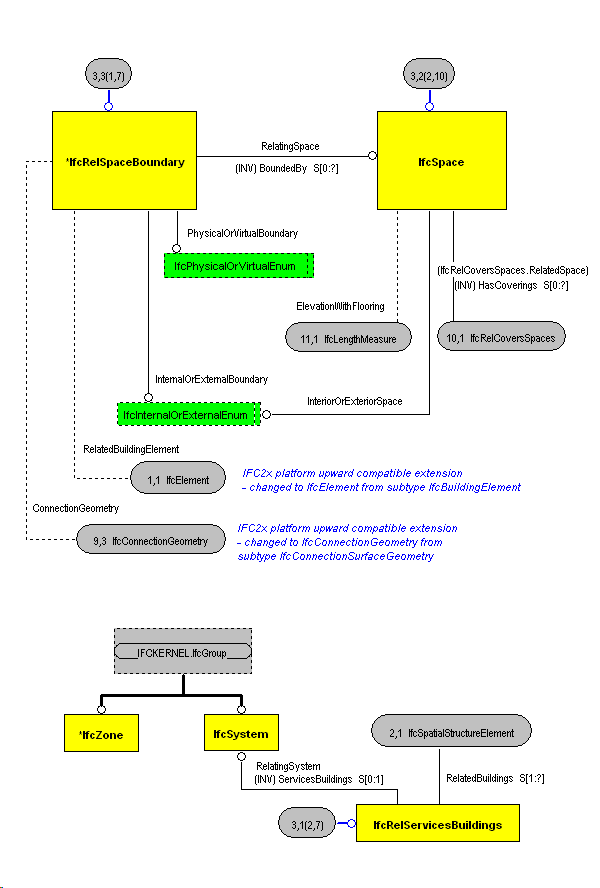 3,3(1,7)
3,2(2,10)
*IfcRelSpaceBoundary
RelatingSpace
(INV) BoundedBy S[0:?]
IfcSpace
PhysicalOrVirtualBoundary
IfcPhysicalOrVirtualEnum
(IfcRelCoversSpaces.RelatedSpace)
(INV) HasCoverings S[0:?]
ElevationWithFlooring
11,1 IfcLengthMeasure
10,1 IfcRelCoversSpaces
InternalOrExternalBoundary
InteriorOrExteriorSpace
IfcInternalOrExternalEnum
RelatedBuildingElement
1,1 IfcElement
IFC2x platform upward compatible extension
– changed to IfcElement from subtype IfcBuildingElement
ConnectionGeometry
9,3 IfcConnectionGeometry
IFC2x platform upward compatible extension
– changed to IfcConnectionGeometry from
subtype IfcConnectionSurfaceGeometry
IFCKERNEL.IfcGroup
*IfcZone
IfcSystem
2,1 IfcSpatialStructureElement
RelatingSystem
(INV) ServicesBuildings S[0:1]
RelatedBuildings S[1:?]
3,1(2,7)
IfcRelServicesBuildings